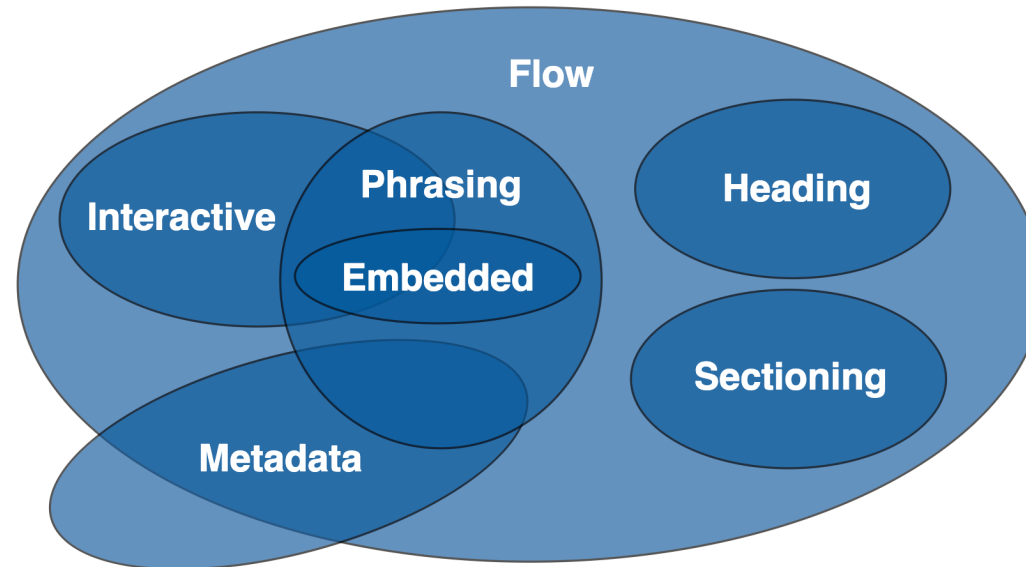 Flow
Phrasing
Heading
Interactive
Embedded
Sectioning
Metadata